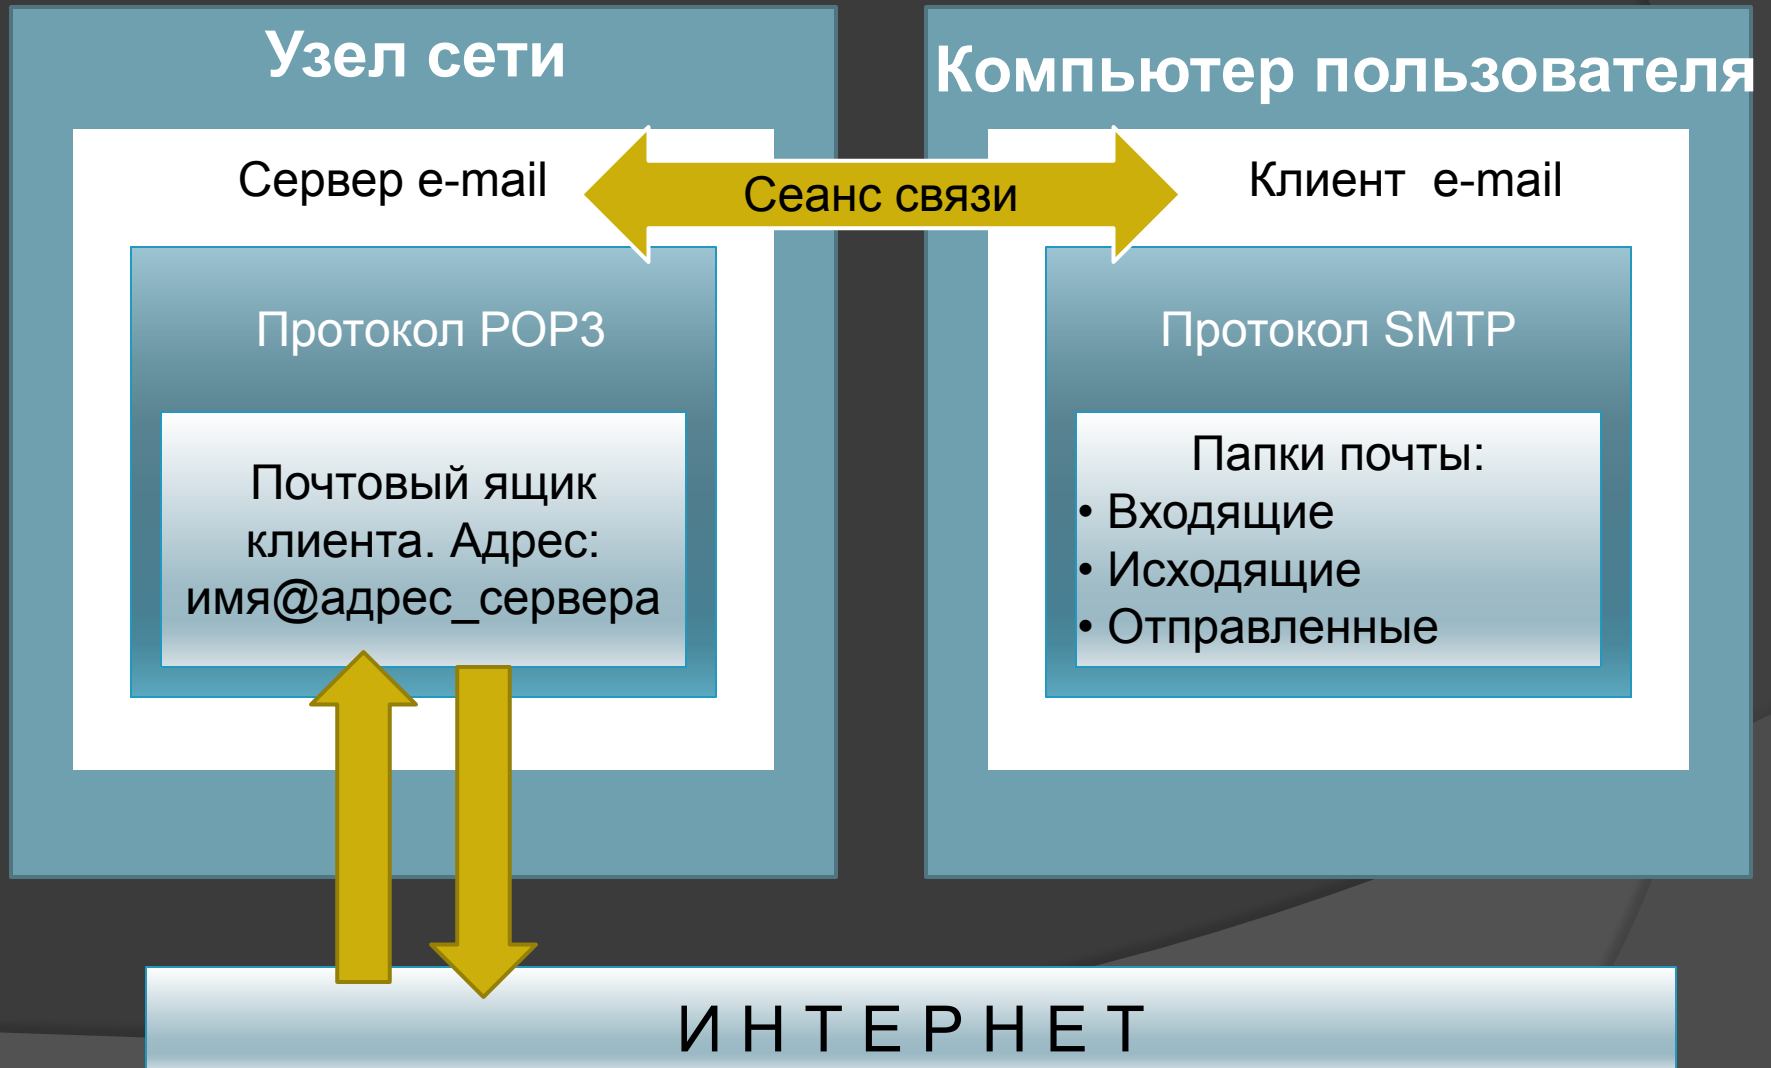 Узел сети
Компьютер пользователя
Сервер e-mail
Сеанс связи
Клиент e-mail
Протокол POP3
Протокол SMTP
Почтовый ящик
клиента. Адрес:
имя@адрес_сервера
Папки почты:
• Входящие
• Исходящие
• Отправленные
И Н Т Е Р Н Е Т